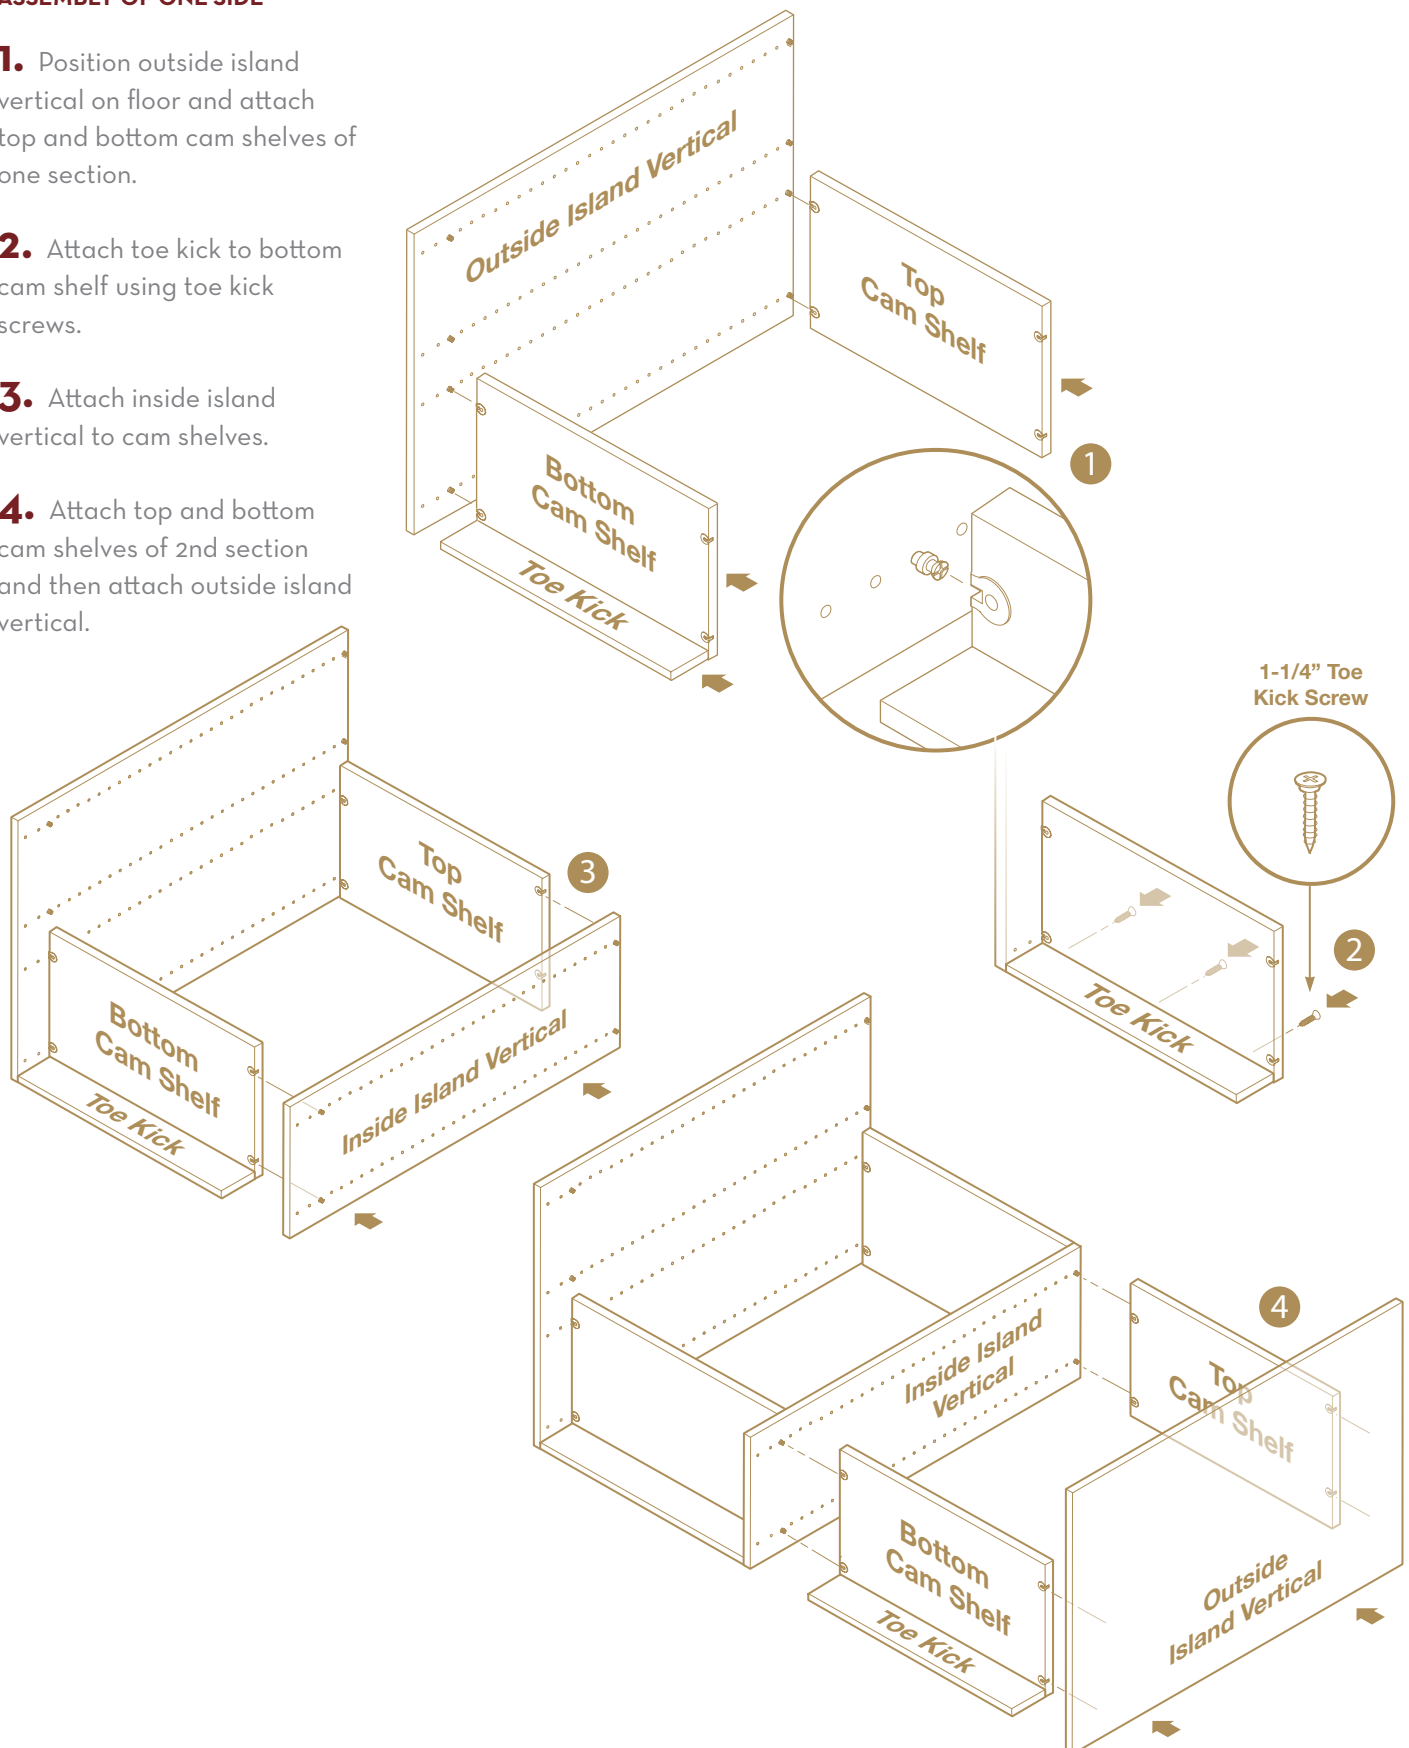 ASSEMBLY OF ONE SIDE
1. Position outside island
vertical on floor and attach
top and bottom cam shelves of
one section.
2. Attach toe kick to bottom
cam shelf using toe kick
screws.
3. Attach inside island
vertical to cam shelves.
4. Attach top and bottom
cam shelves of 2nd section
and then attach outside island
vertical.
Outside Island Vertical
Top
Cam Shelf
Bottom
Cam Shelf
Toe Kick
1
1-1/4” Toe
Kick Screw
2
Toe Kick
Top
Cam Shelf
3
Bottom
Cam Shelf
Toe Kick
Inside Island Vertical
Inside Island
Vertical
4
Top
Cam Shelf
Bottom
Cam Shelf
Toe Kick
Outside
Island Vertical